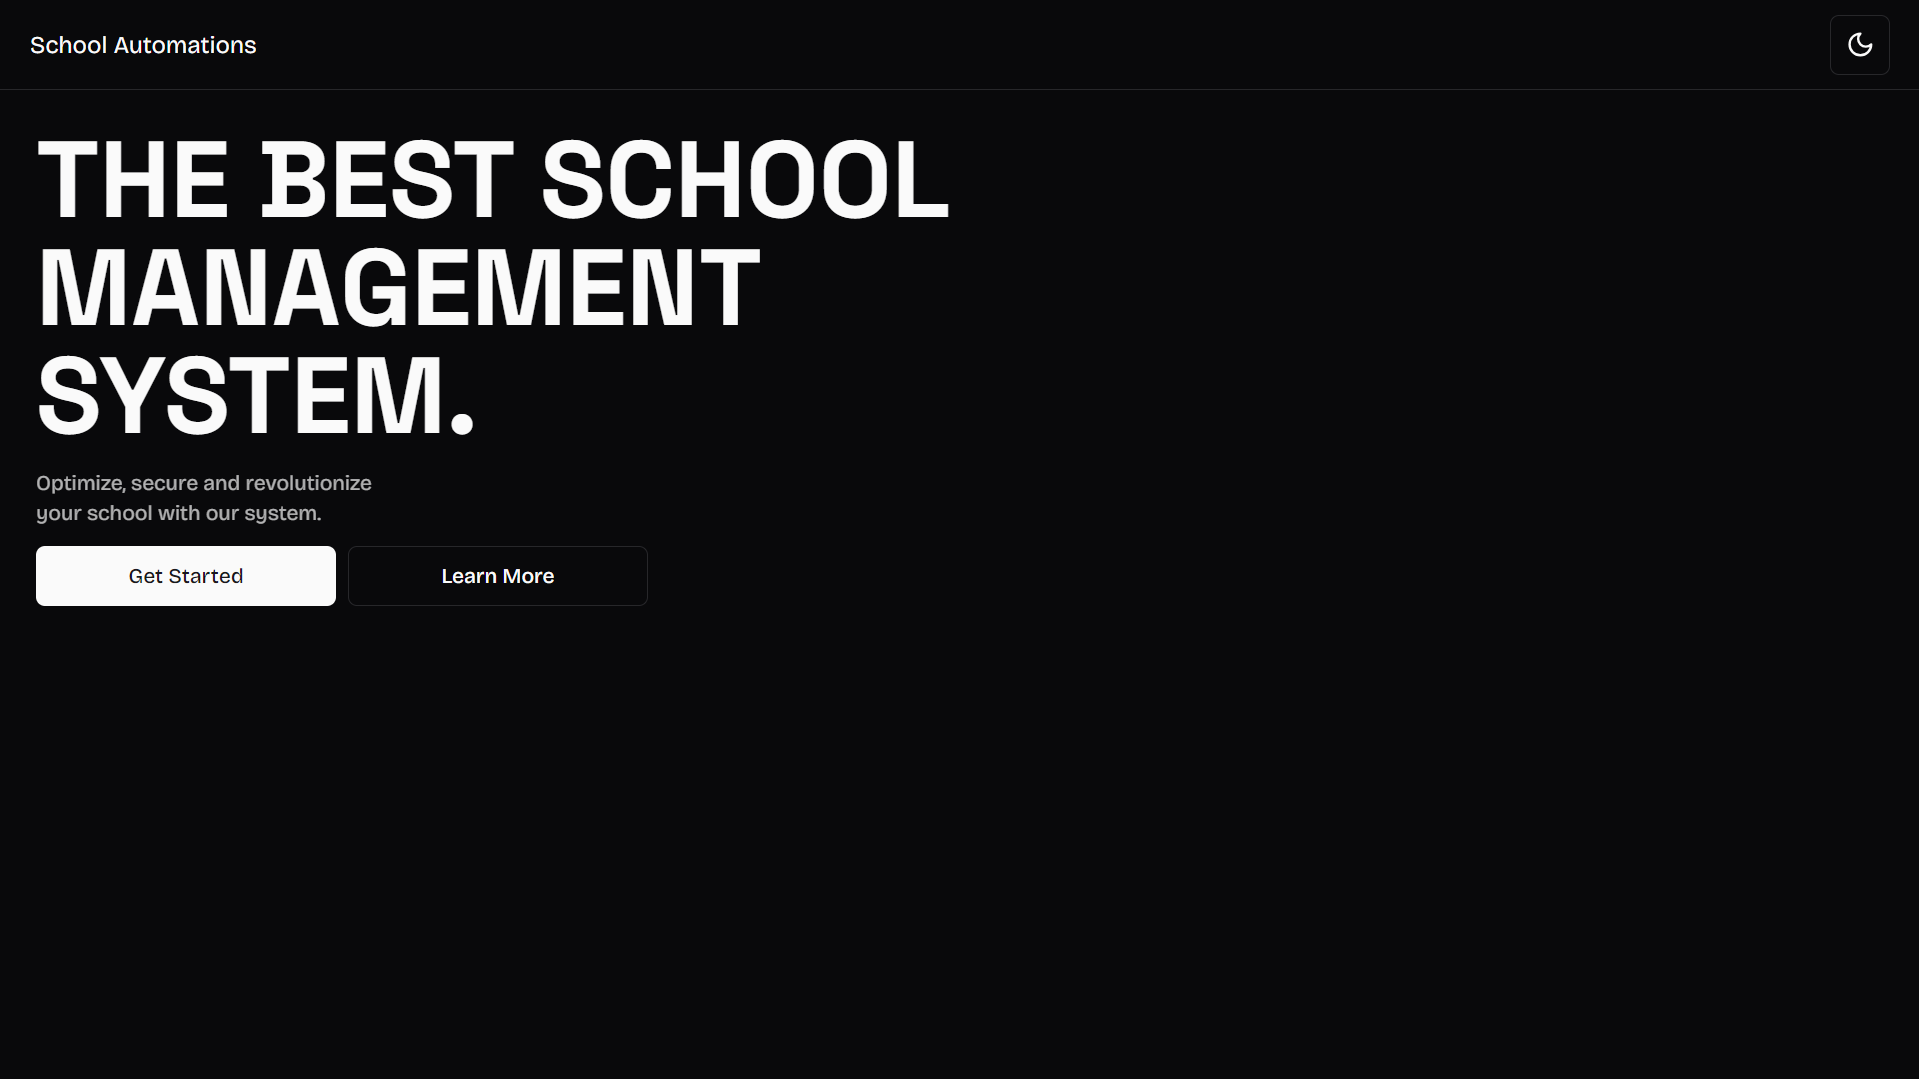 School Automations
THE BEST SCHOOL
MANAGEMENT
SYSTEM.
Optimize, secure and revolutionize
your school with our system.
Get Started
Learn More